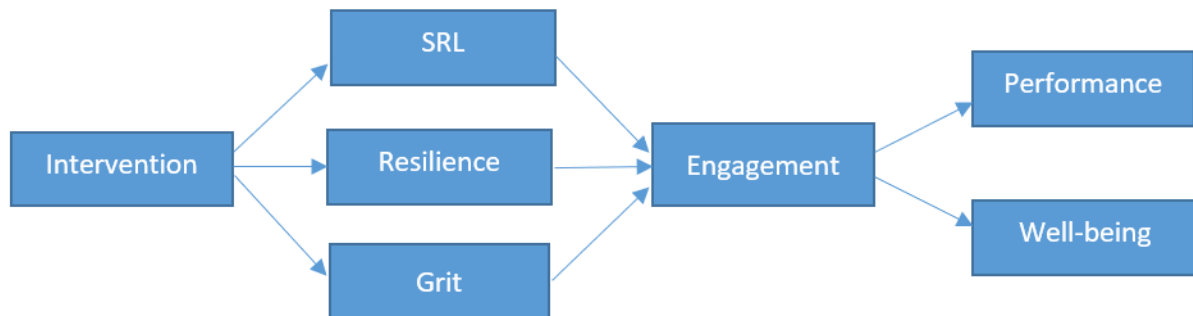 Intervention
SRL
Resilience
Grit
Engagement
Performance
Well-being